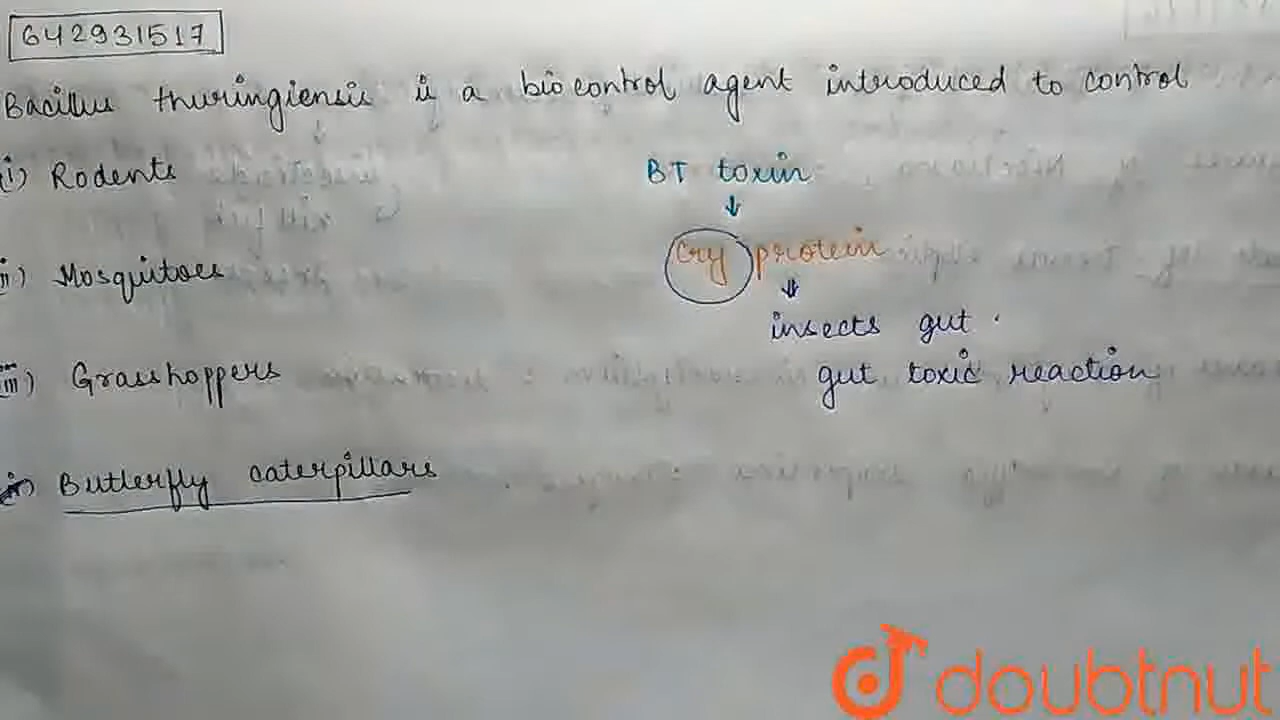 642931517
Bacillus thuringiensis is a biocontrol agent introduced to control
(i) Rodents
ii) Mosquitoes
(iii) Grasshoppers
Butterfly caterpillars
BT toxin
↓
Cry protein
↓
insects gut.
gut toxic reaction
doubtnut